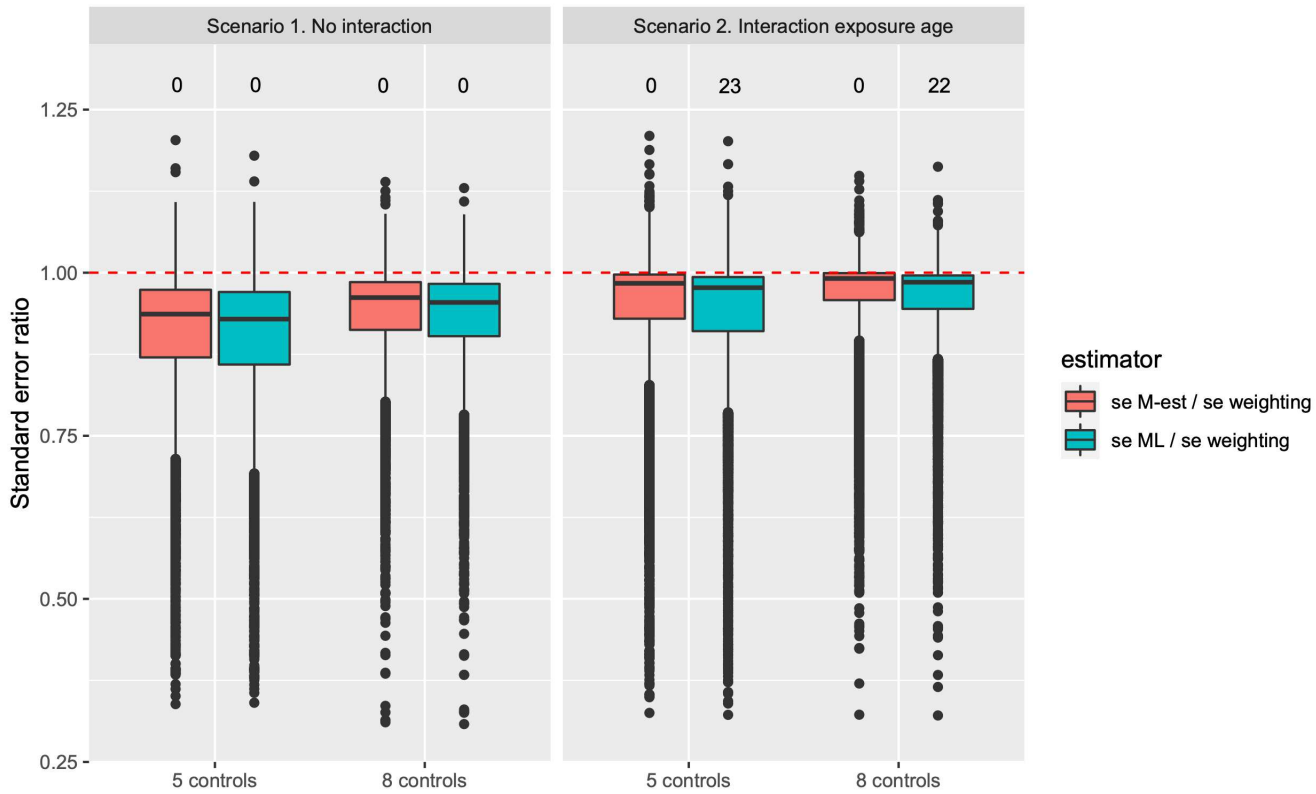 Scenario 1. No interaction
Scenario 2. Interaction exposure age
0 0 0 0 0 23 0 22
1.25
1.00
0.75
0.50
0.25
Standard error ratio
5 controls 8 controls 5 controls 8 controls
estimator
se M-est / se weighting
se ML / se weighting